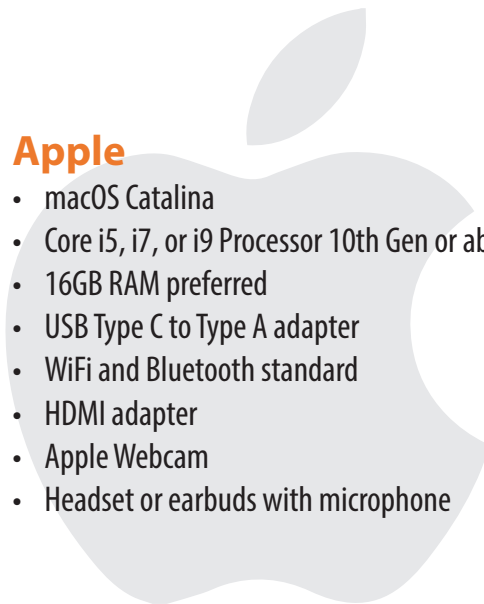 Apple
• macOS Catalina
• Core i5, i7, or i9 Processor 10th Gen or
• 16GB RAM preferred
• USB Type C to Type A adapter
• WiFi and Bluetooth standard
• HDMI adapter
• Apple Webcam
• Headset or earbuds with microphone